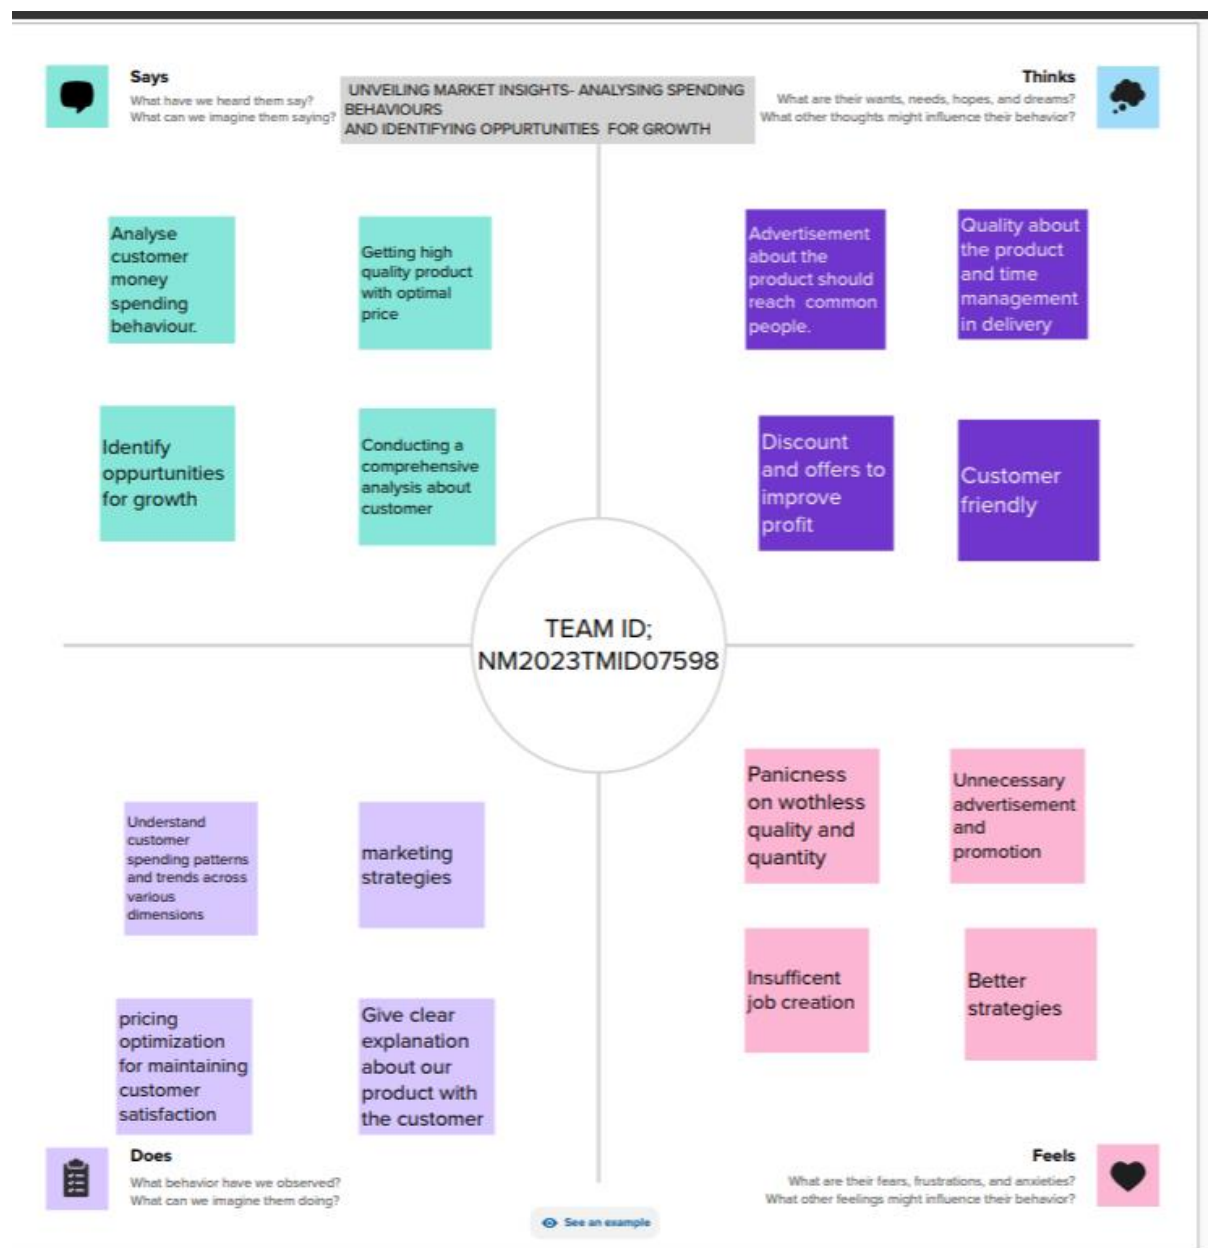 Says
What have we heard them say?
What can we imagine them saying?
UNVEILING MARKET INSIGHTS- ANALYSING SPENDING
BEHAVIOURS
AND IDENTIFYING OPPURTUNITIES  FOR GROWTH
Thinks
What are their wants, needs, hopes, and dreams?
What other thoughts might influence their behavior?
Analyse
customer
money
spending
behaviour.
Getting high
quality product
with optimal
price
Identify
oppurtunities
for growth
Conducting a
comprehensive
analysis about
customer
Advertisement
about the
product should
reach  common
people.
Quality about
the product
and time
management
in delivery
Discount
and offers to
improve
profit
Customer
friendly
TEAM ID;
NM2023TMID07598
Understand
customer
spending patterns
and trends across
various
dimensions
marketing
strategies
pricing
optimization
for maintaining
customer
satisfaction
Give clear
explanation
about our
product with
the customer
Panicness
on wothless
quality and
quantity
Unnecessary
advertisement
and
promotion
Insufficent
job creation
Better
strategies
Does
What behavior have we observed?
What can we imagine them doing?
Feels
What are their fears, frustrations, and anxieties?
What other feelings might influence their behavior?
See an example